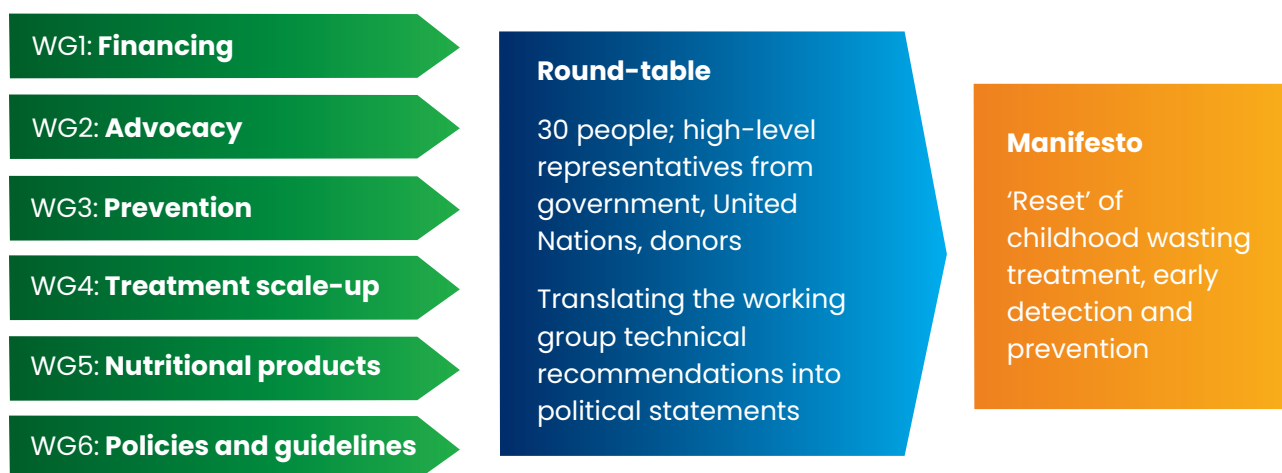 WG1: Financing
WG2: Advocacy
WG3: Prevention
WG4: Treatment scale-up
WG5: Nutritional products
WG6: Policies and guidelines
Round-table
30 people; high-level
representatives from
government, United
Nations, donors
Translating the working
group technical
recommendations into
political statements
Manifesto
‘Reset’ of
childhood wasting
treatment, early
detection and
prevention